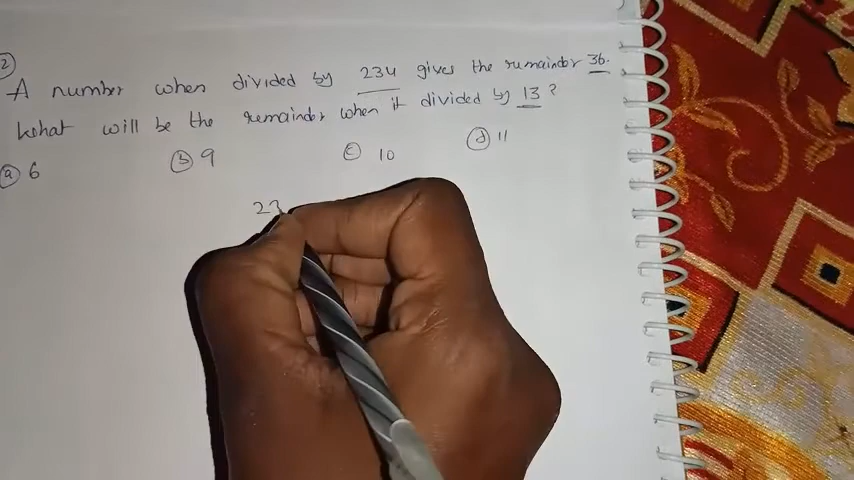 2
A number when divided by 234 gives the remainder 36.
What will be the remainder when it divided by 13 ?
a 6 b 9 c 10 d 11
23